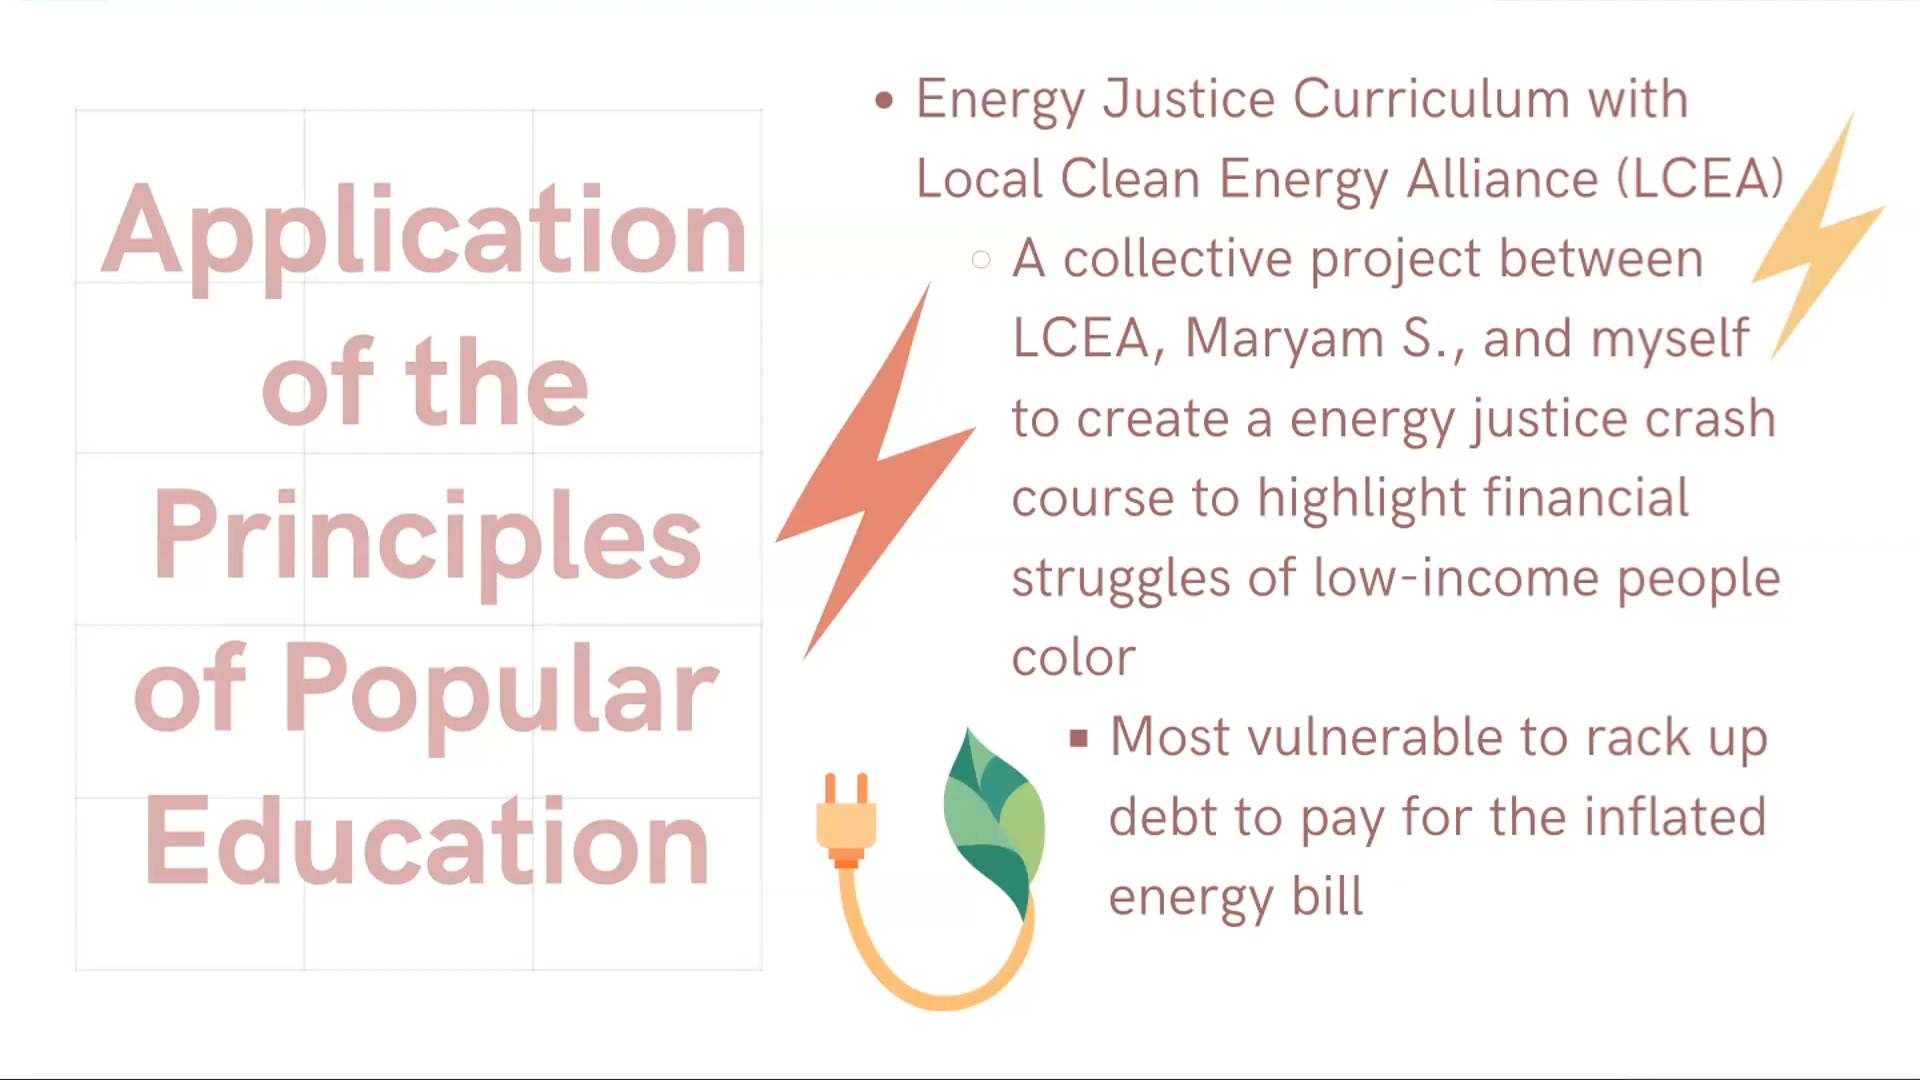 Application
of the
Principles
of Popular
Education
Energy Justice Curriculum with
Local Clean Energy Alliance (LCEA)
A collective project between
LCEA, Maryam S., and myself
to create a energy justice crash
course to highlight financial
struggles of low-income people
color
Most vulnerable to rack up
debt to pay for the inflated
energy bill